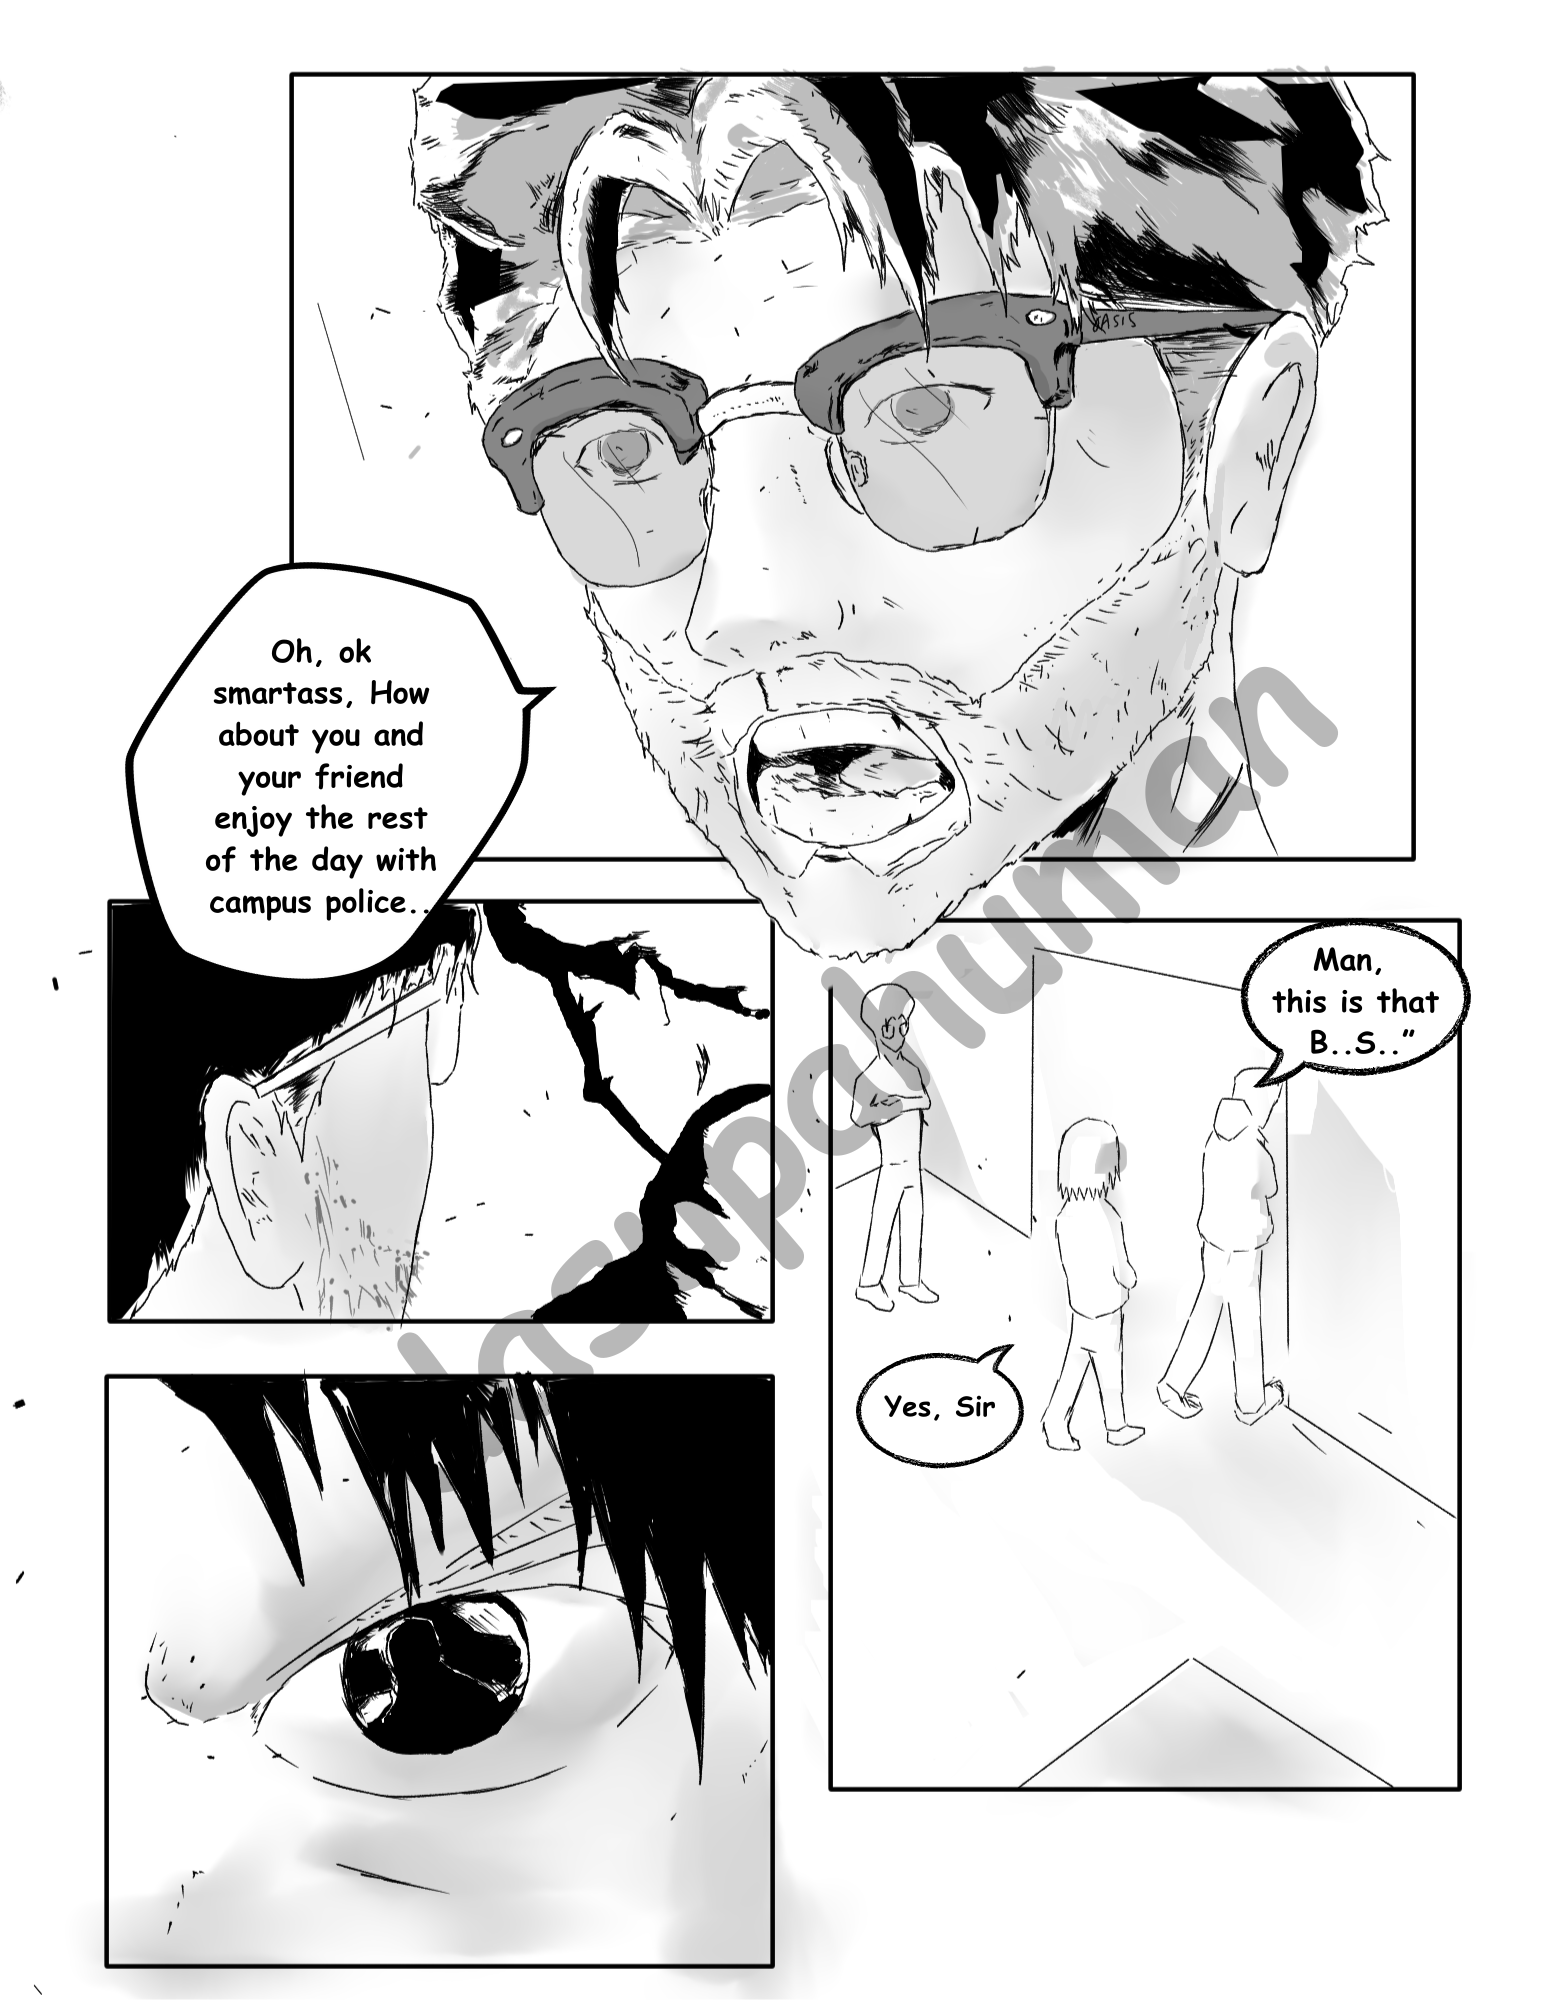 Oh, ok
smartass, How
about you and
your friend
enjoy the rest
of the day with
campus police..
Man,
this is that
B..S..”
Yes, Sir
dasupahuman